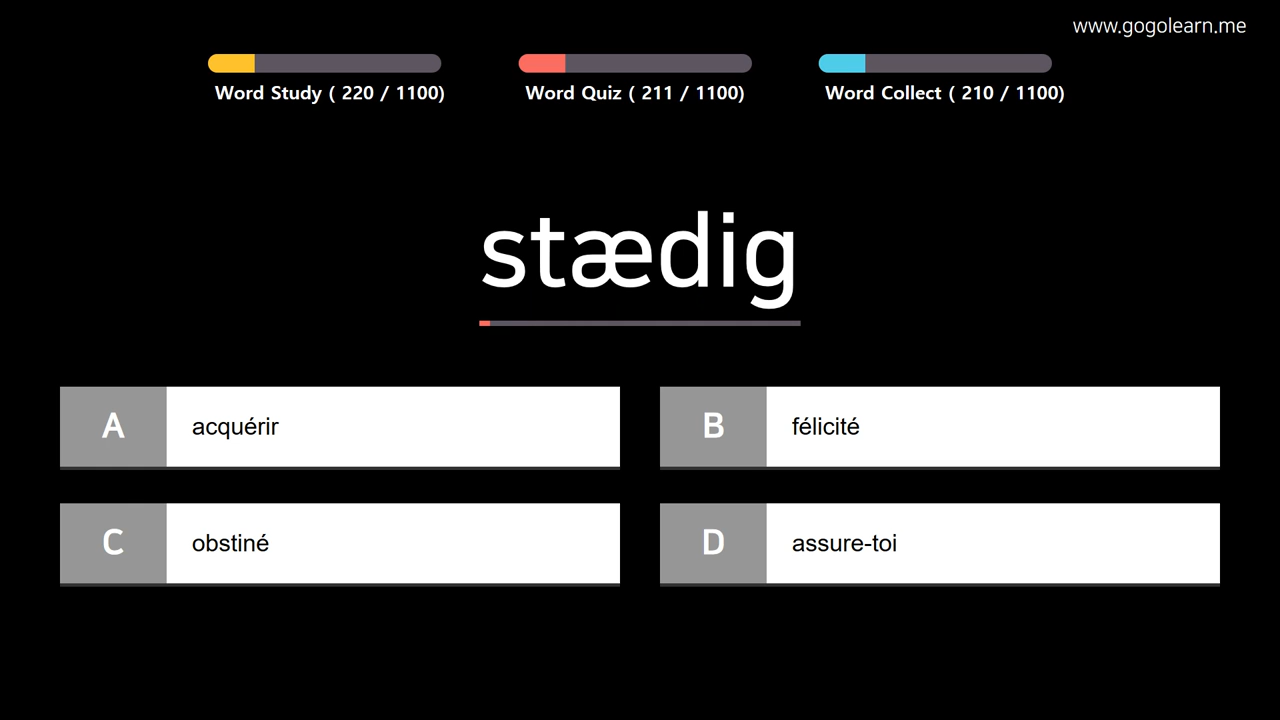 www.gogolearn.me
Word Study ( 220 / 1100)
Word Quiz ( 211 / 1100)
Word Collect ( 210 / 1100)
stædig
A acquérir
B félicité
C obstiné
D assure-toi